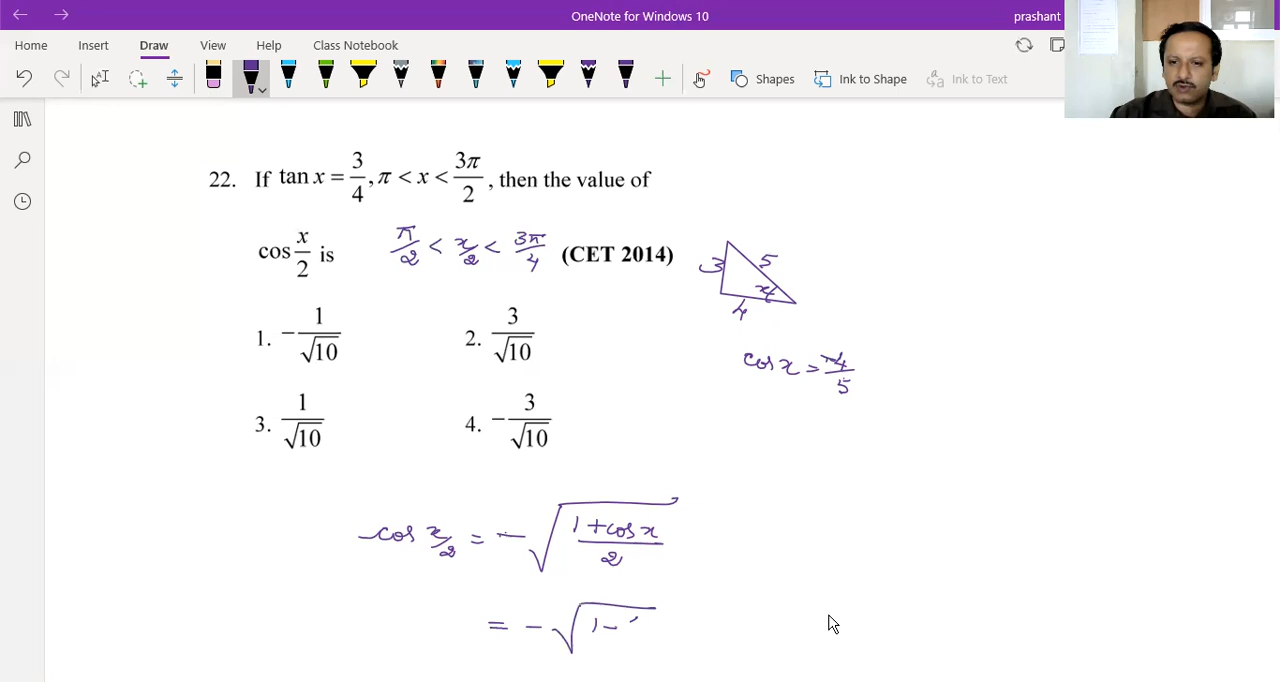 OneNote for Windows 10
prashant
Home Insert Draw View Help Class Notebook
Shapes Ink to Shape Ink to Text
22. If tan x = 3/4, π < x < 3π/2, then the value of
cos x/2 is π/2 < x/2 < 3π/4 (CET 2014)
3 5 x 4
1. -1/√10 2. 3/√10
cos x = -4/5
3. 1/√10 4. -3/√10
cos x/2 = -√(1+cos x)/2
= -√1-